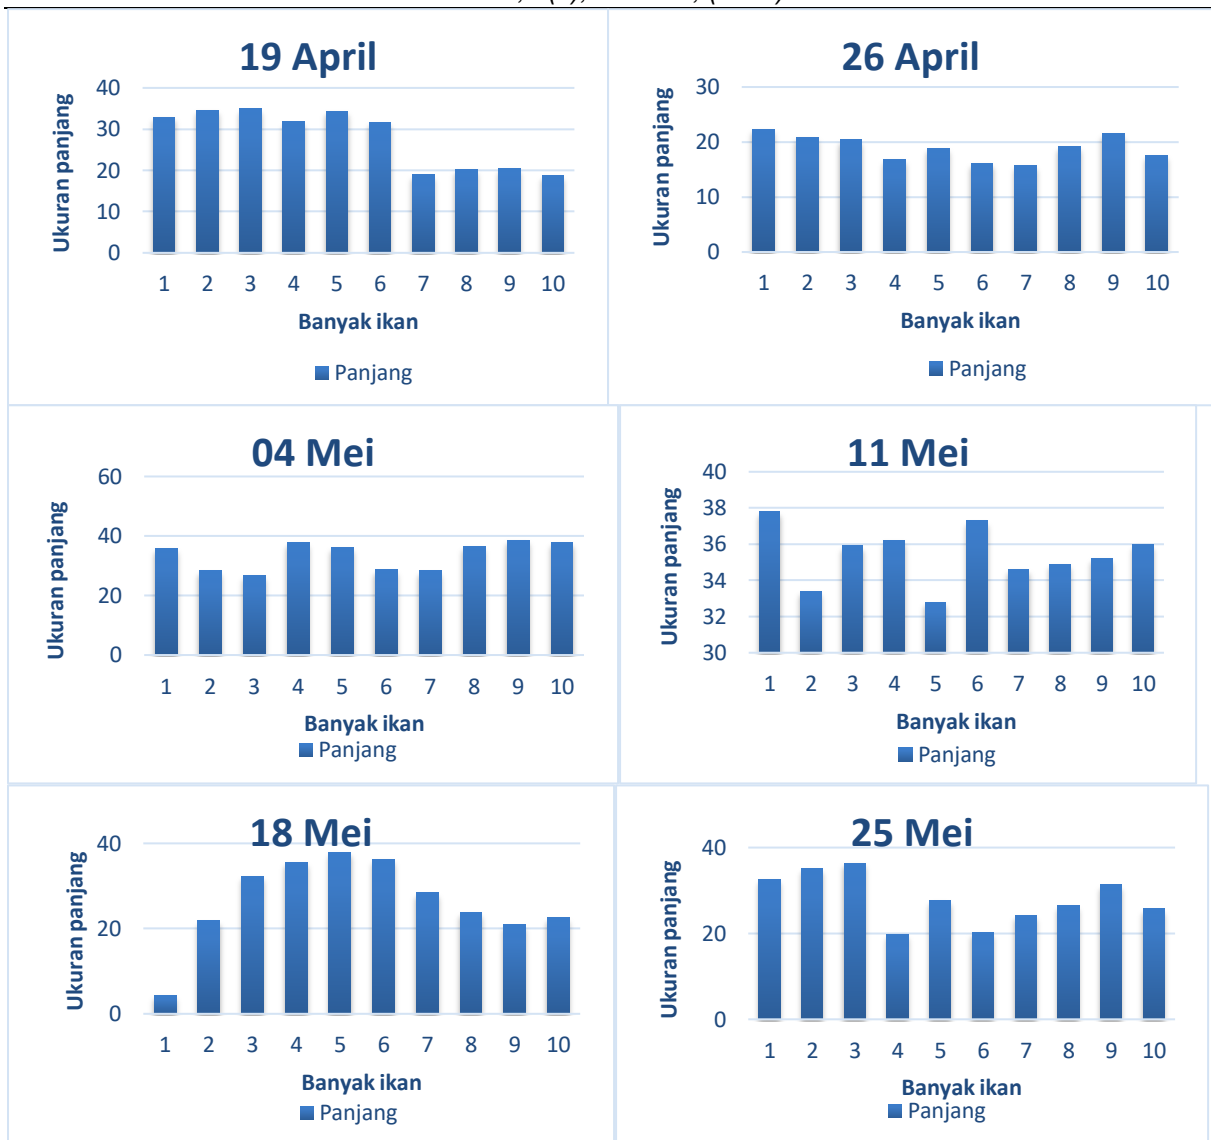 19 April
40
30
20
10
0
Ukuran panjang
1 2 3 4 5 6 7 8 9 10
Banyak ikan
Panjang
26 April
30
20
10
0
Ukuran panjang
1 2 3 4 5 6 7 8 9 10
Banyak ikan
Panjang
04 Mei
60
40
20
0
Ukuran panjang
1 2 3 4 5 6 7 8 9 10
Banyak ikan
Panjang
11 Mei
40
38
36
34
32
30
Ukuran panjang
1 2 3 4 5 6 7 8 9 10
Banyak ikan
Panjang
18 Mei
40
20
0
Ukuran panjang
1 2 3 4 5 6 7 8 9 10
Banyak ikan
Panjang
25 Mei
40
20
0
Ukuran panjang
1 2 3 4 5 6 7 8 9 10
Banyak ikan
Panjang